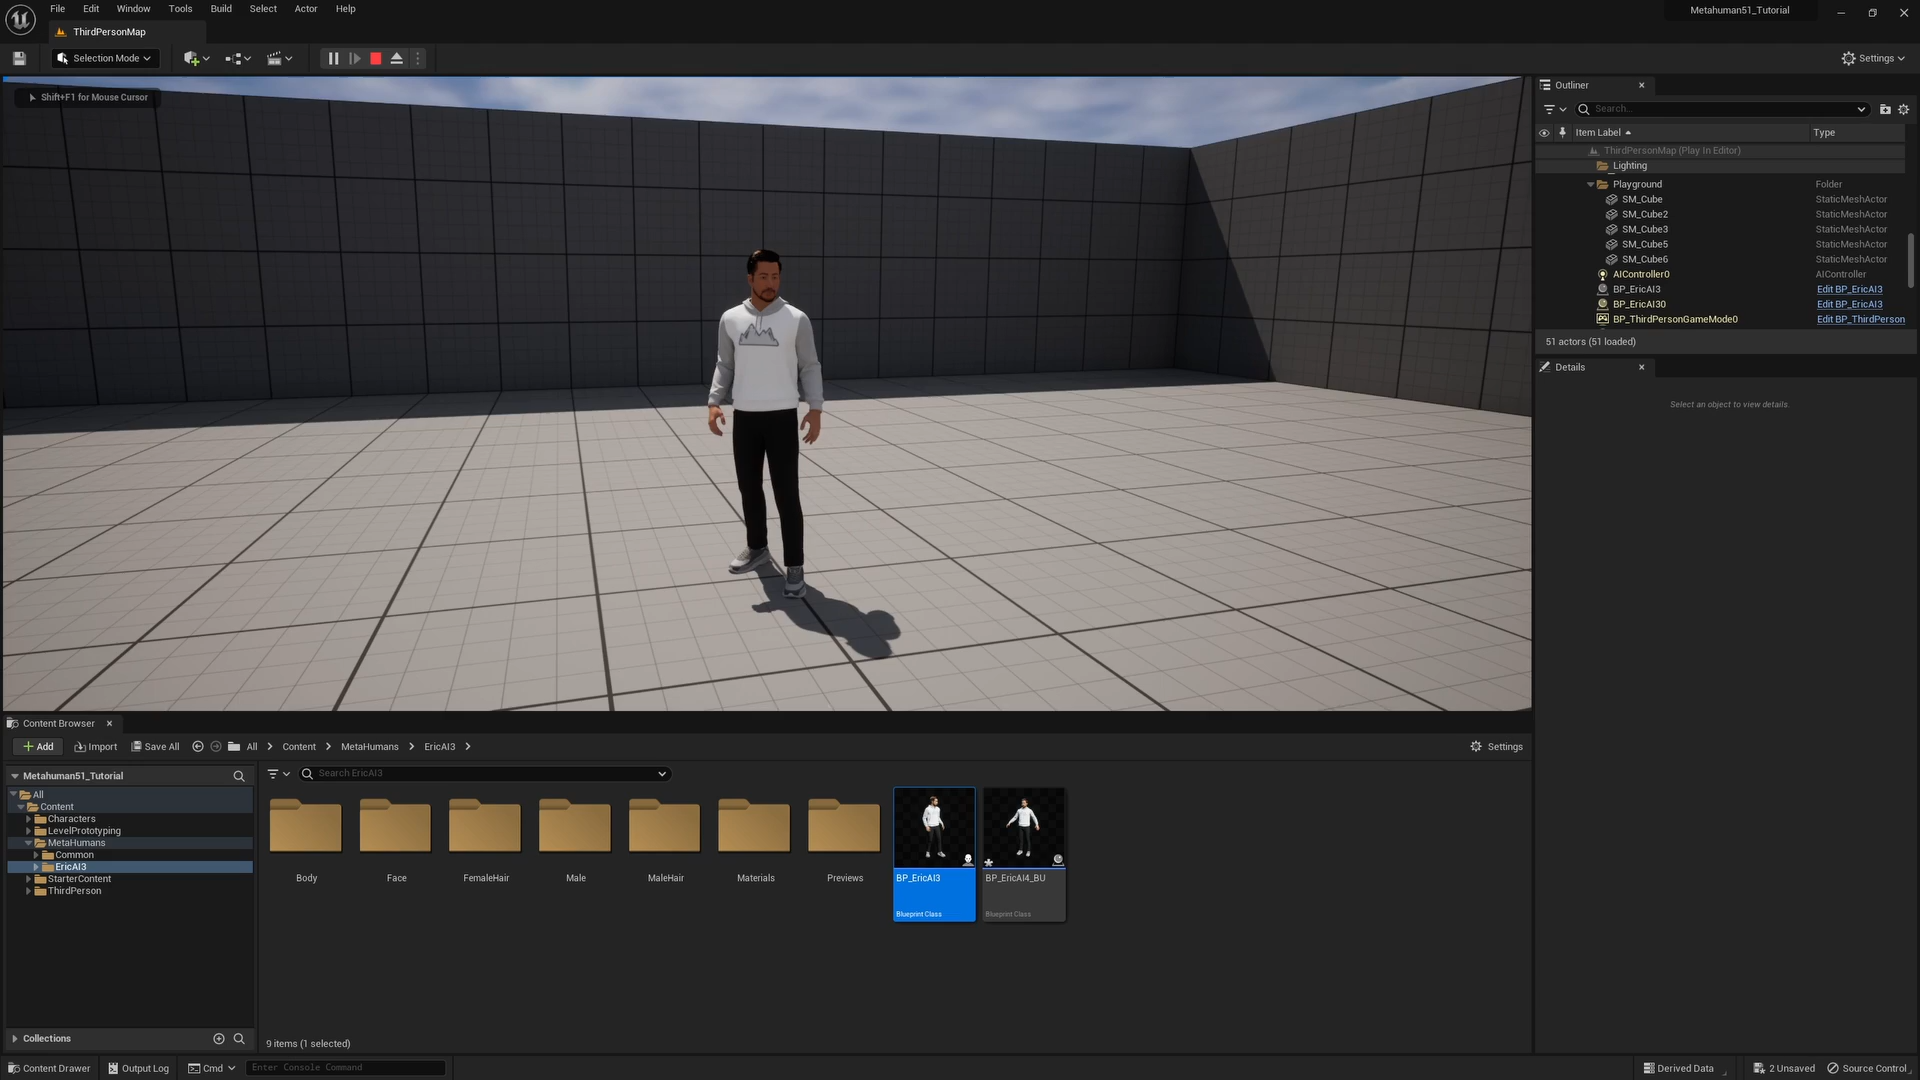 File Edit Window Tools Build Select Actor Help
Metahuman51_Tutorial
ThirdPersonMap
Selection Mode
Settings
Shift+F1 for Mouse Cursor
Outliner
Search...
Item Label Type
ThirdPersonMap (Play In Editor)
Lighting
Playground Folder
SM_Cube StaticMeshActor
SM_Cube2 StaticMeshActor
SM_Cube3 StaticMeshActor
SM_Cube5 StaticMeshActor
SM_Cube6 StaticMeshActor
AIController0 AIController
BP_EricAI3 Edit BP_EricAI3
BP_EricAI30 Edit BP_EricAI3
BP_ThirdPersonGameMode0 Edit BP_ThirdPerson
51 actors (51 loaded)
Details
Select an object to view details.
Content Browser
Add Import Save All All Content MetaHumans EricAI3
Settings
Metahuman51_Tutorial
Search EricAI3
All
Content
Characters
LevelPrototyping
MetaHumans
Common
EricAI3
StarterContent
ThirdPerson
Body Face FemaleHair Male MaleHair Materials Previews BP_EricAI3 BP_EricAI4_BU
Blueprint Class Blueprint Class
Collections
9 items (1 selected)
Content Drawer Output Log Cmd Enter Console Command
Derived Data 2 Unsaved Source Control